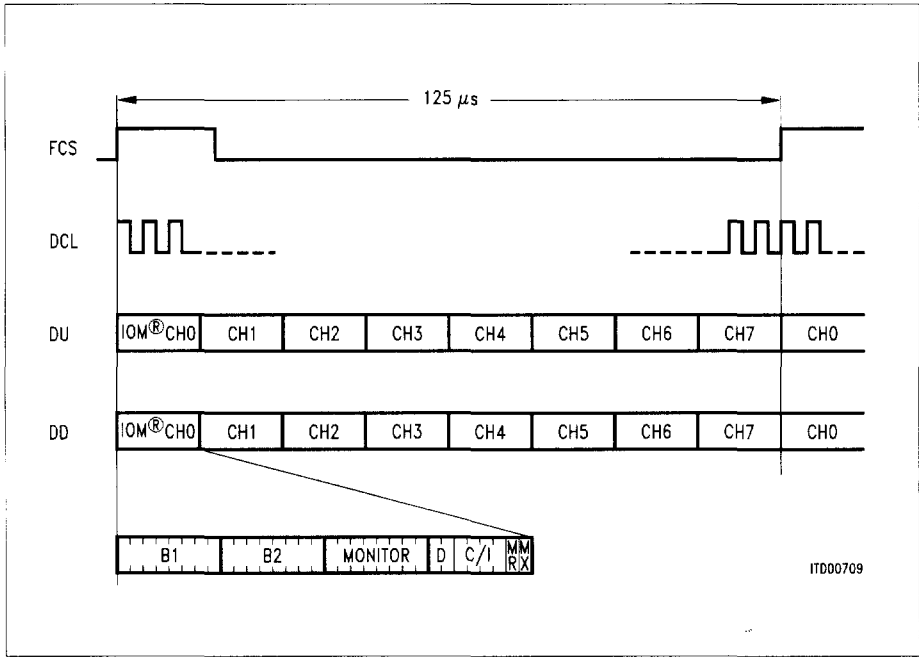 125 µs
FCS
DCL
DU IOM®CH0 CH1 CH2 CH3 CH4 CH5 CH6 CH7 CH0
DD IOM®CH0 CH1 CH2 CH3 CH4 CH5 CH6 CH7 CH0
B1 B2 MONITOR D C/I MR MX
ITD00709